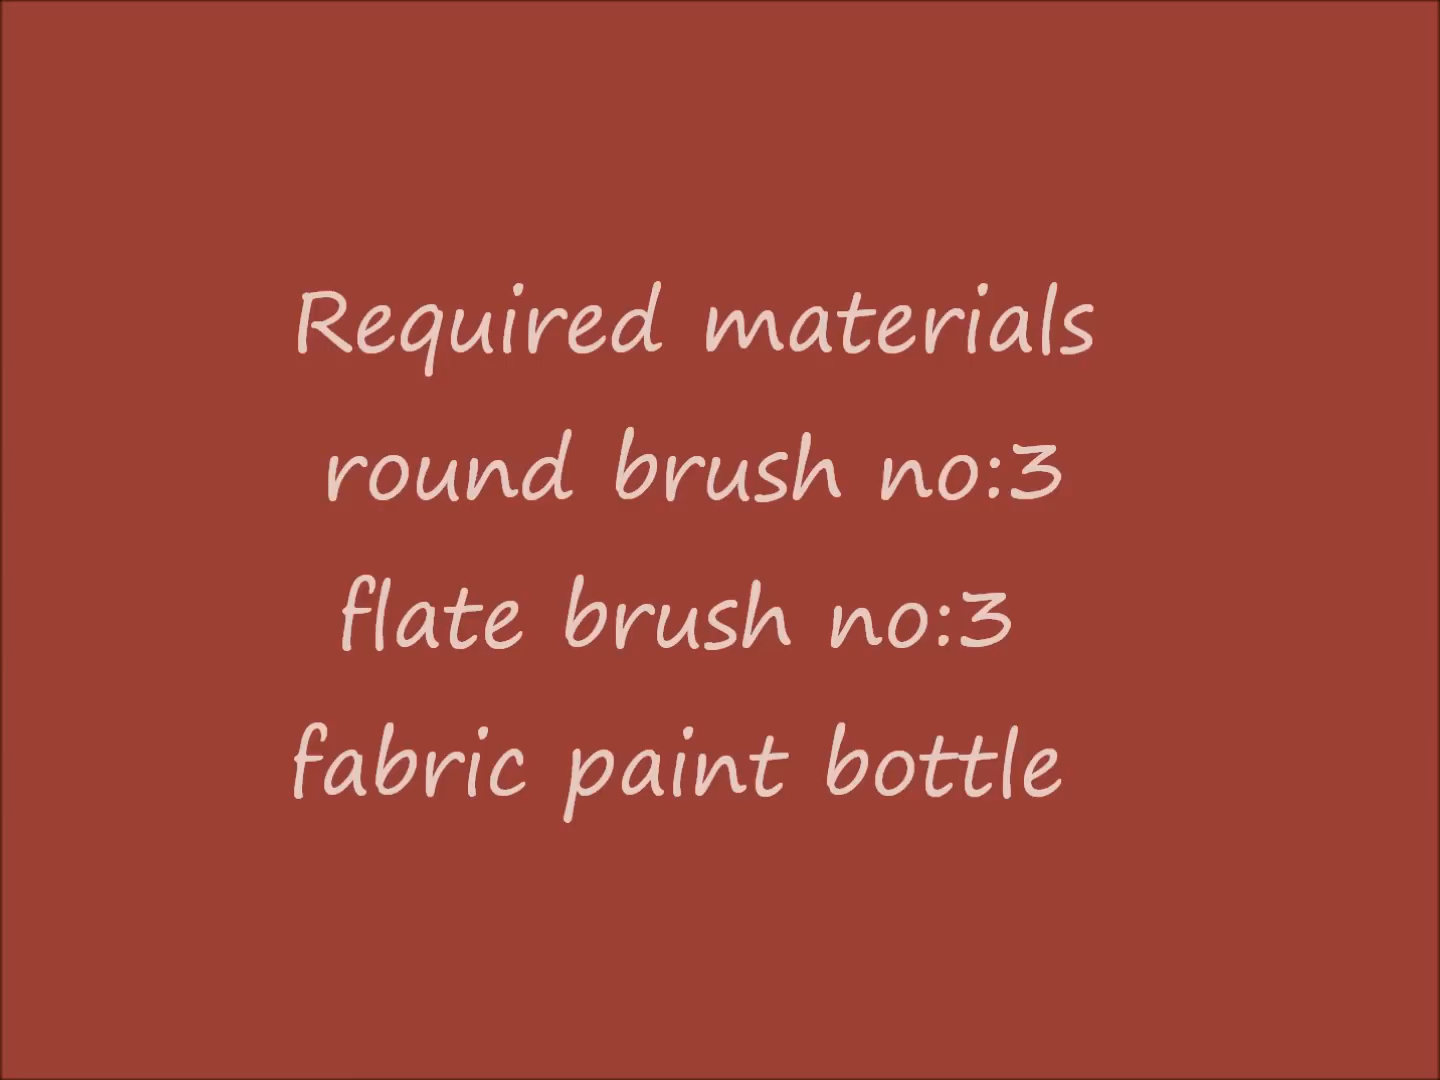 Required materials
round brush no:3
flate brush no:3
fabric paint bottle